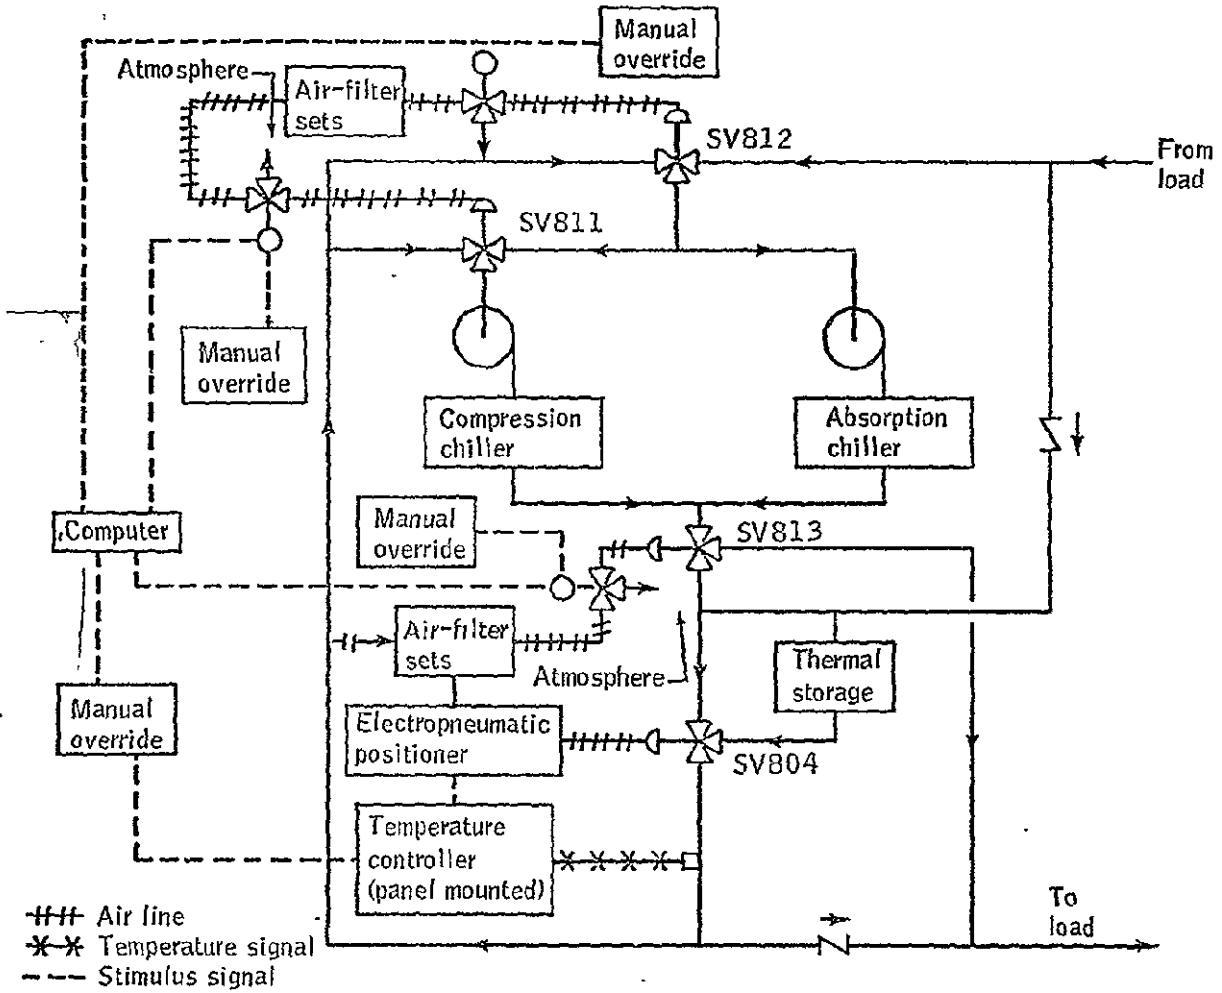 Manual
override
Atmosphere
Air-filter
sets
SV812
From
load
SV811
Manual
override
Compression
chiller
Absorption
chiller
Computer
Manual
override
SV813
Air-filter
sets
Atmosphere
Thermal
storage
Manual
override
Electropneumatic
positioner
SV804
Temperature
controller
(panel mounted)
To
load
Air line
Temperature signal
Stimulus signal